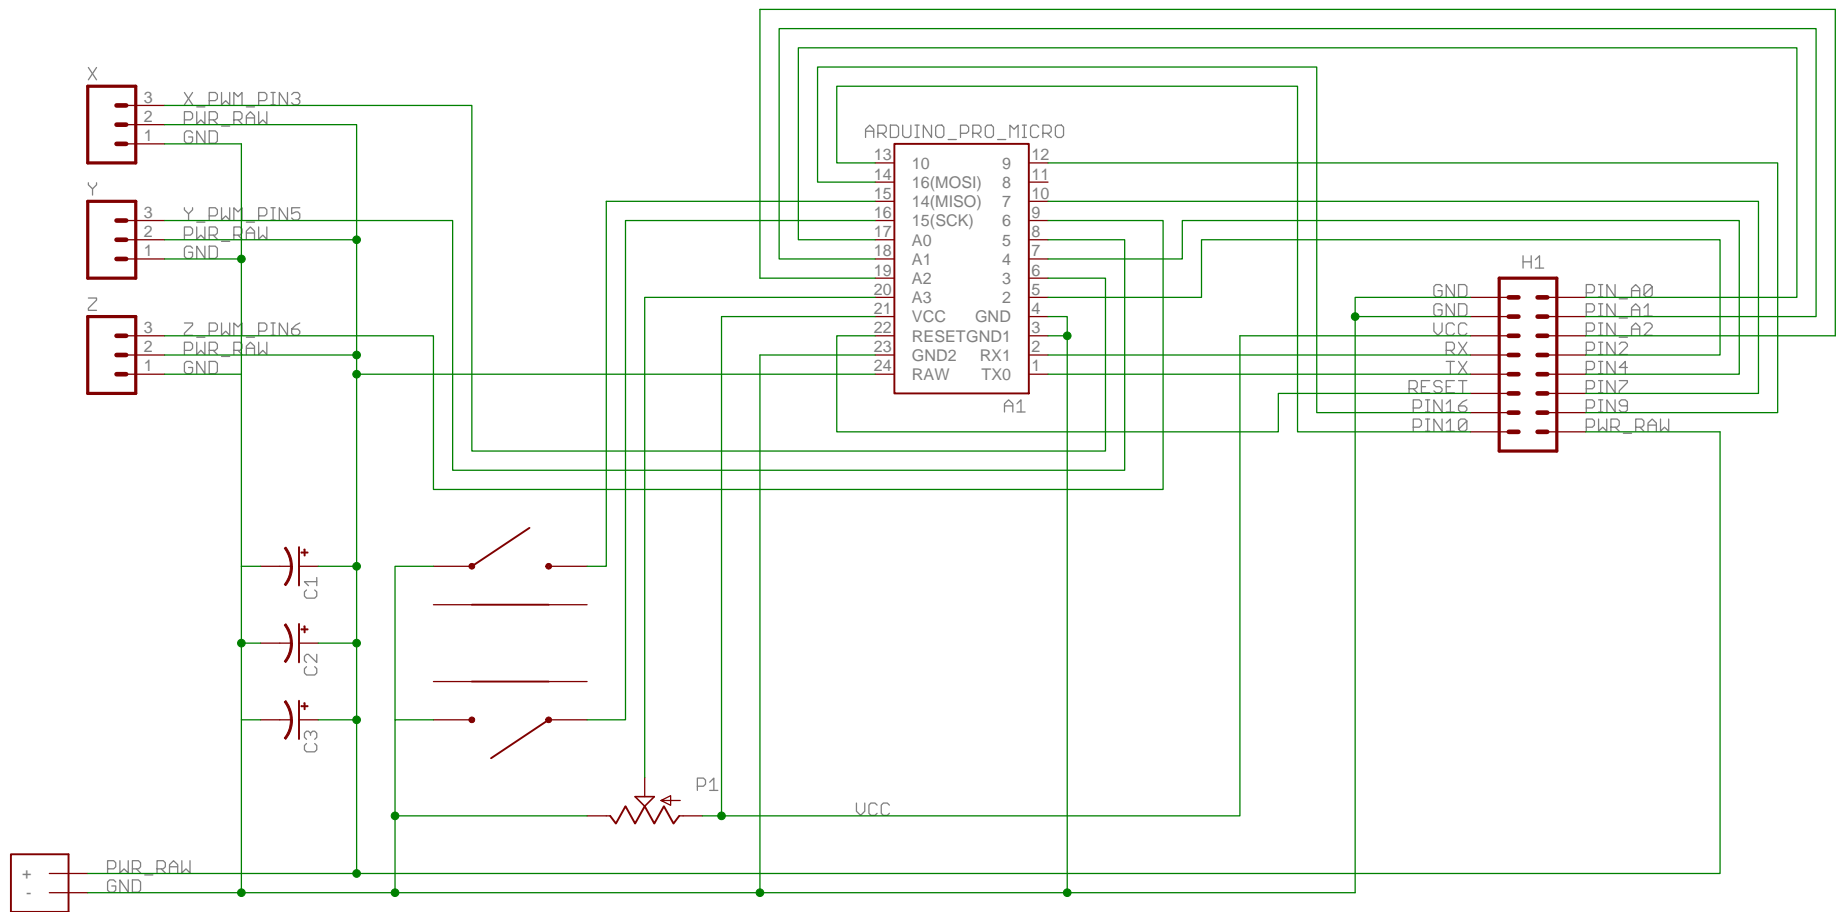 X
3 X_PWM_PIN3
2 PWR_RAW
1 GND
Y
3 Y_PWM_PIN5
2 PWR_RAW
1 GND
Z
3 Z_PWM_PIN6
2 PWR_RAW
1 GND
ARDUINO_PRO_MICRO
13 10 9 12
14 16(MOSI) 8 11
15 14(MISO) 7 10
16 15(SCK) 6 9
17 A0 5 8
18 A1 4 7
19 A2 3 6
20 A3 2 5
21 VCC GND 4
22 RESET GND1 3
23 GND2 RX1 2
24 RAW TX0 1
A1
H1
GND PIN_A0
GND PIN_A1
VCC PIN_A2
RX PIN2
TX PIN4
RESET PIN7
PIN16 PIN9
PIN10 PWR_RAW
+
C1
+
C2
+
C3
P1
VCC
+ PWR_RAW
- GND